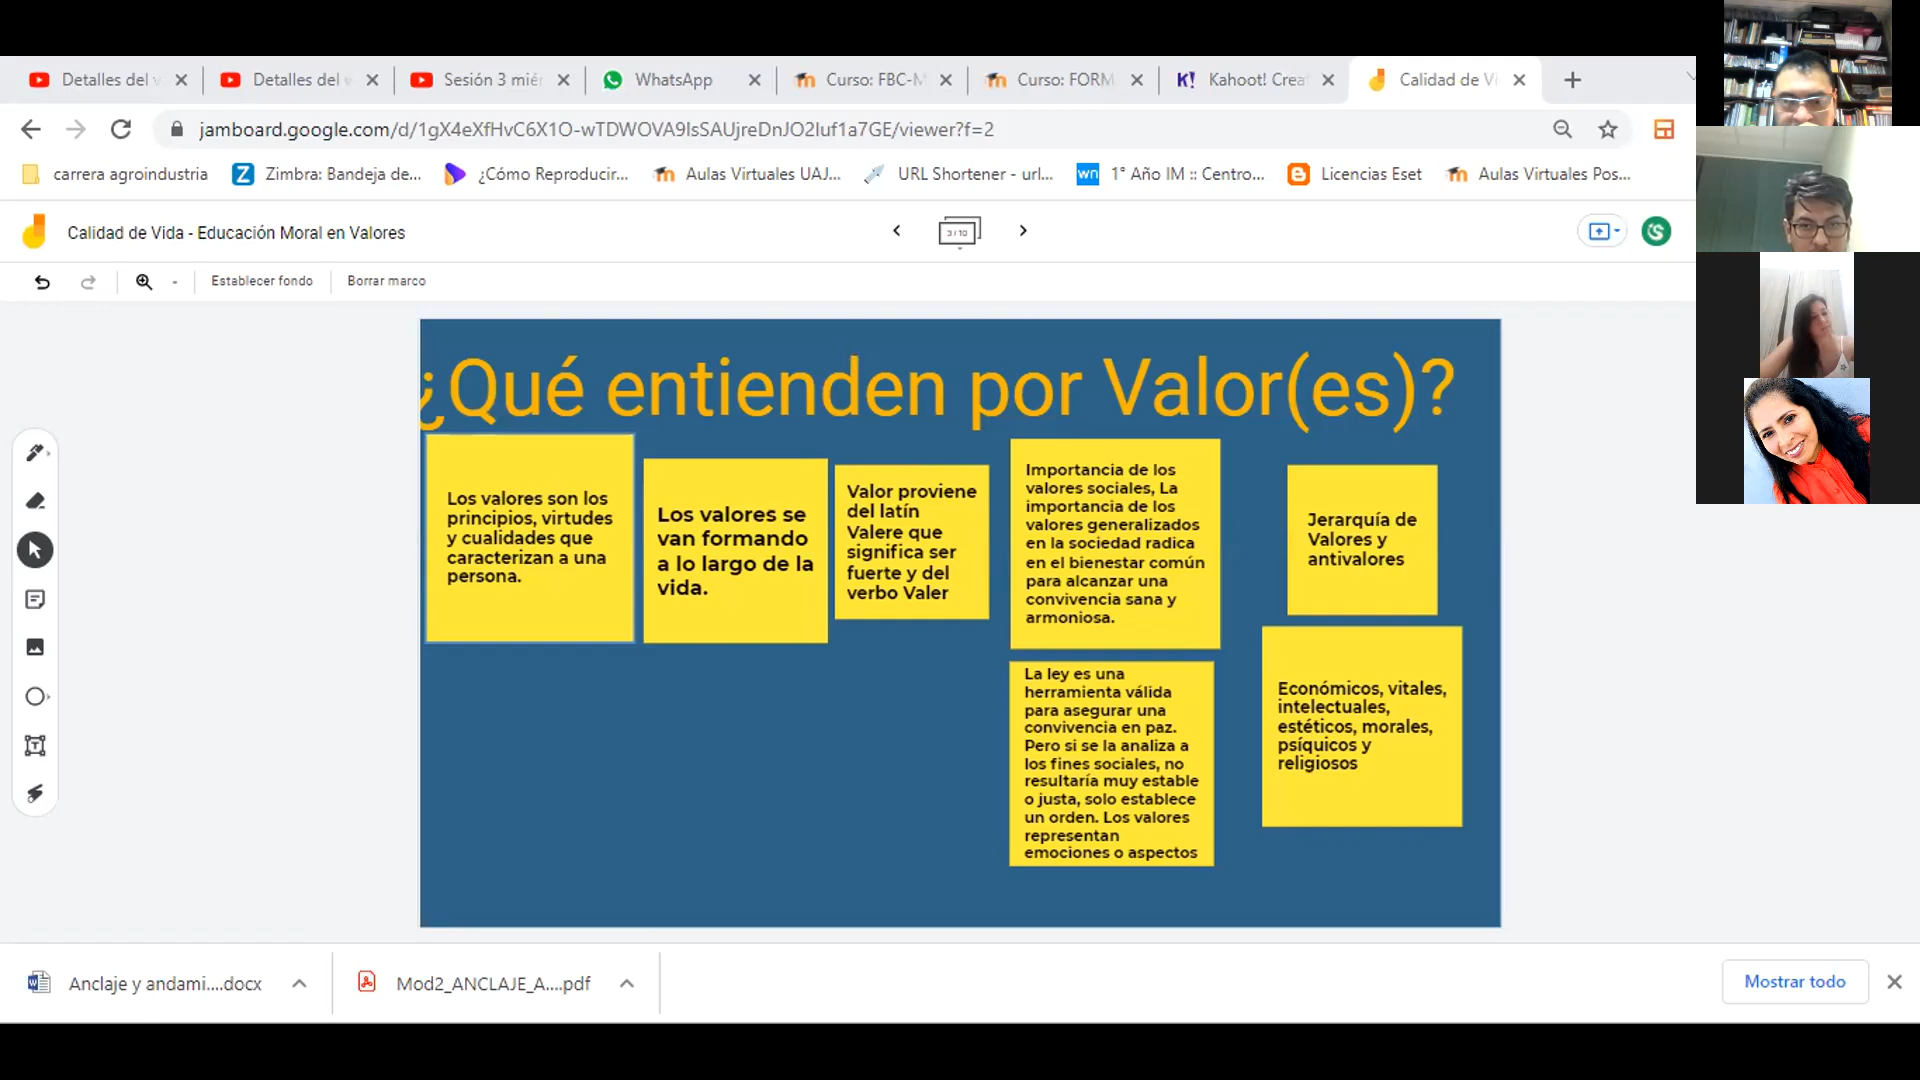 Detalles del v
Detalles del v
Sesión 3 mié
WhatsApp
Curso: FBC-M
Curso: FORM
Kahoot! Crea
Calidad de Vi
jamboard.google.com/d/1gX4eXfHvC6X1O-wTDWOVA9IsSAUjreDnJO2Iuf1a7GE/viewer?f=2
carrera agroindustria
Zimbra: Bandeja de...
¿Cómo Reproducir...
Aulas Virtuales UAJ...
URL Shortener - url...
wn
1° Año IM :: Centro...
Licencias Eset
Aulas Virtuales Pos...
Calidad de Vida - Educación Moral en Valores
3 / 10
Establecer fondo
Borrar marco
¿Qué entienden por Valor(es)?
Los valores son los
principios, virtudes
y cualidades que
caracterizan a una
persona.
Los valores se
van formando
a lo largo de la
vida.
Valor proviene
del latín
Valere que
significa ser
fuerte y del
verbo Valer
Importancia de los
valores sociales, La
importancia de los
valores generalizados
en la sociedad radica
en el bienestar común
para alcanzar una
convivencia sana y
armoniosa.
La ley es una
herramienta válida
para asegurar una
convivencia en paz.
Pero si se la analiza a
los fines sociales, no
resultaría muy estable
o justa, solo establece
un orden. Los valores
representan
emociones o aspectos
Jerarquía de
Valores y
antivalores
Económicos, vitales,
intelectuales,
estéticos, morales,
psíquicos y
religiosos
Anclaje y andami....docx
Mod2_ANCLAJE_A....pdf
Mostrar todo